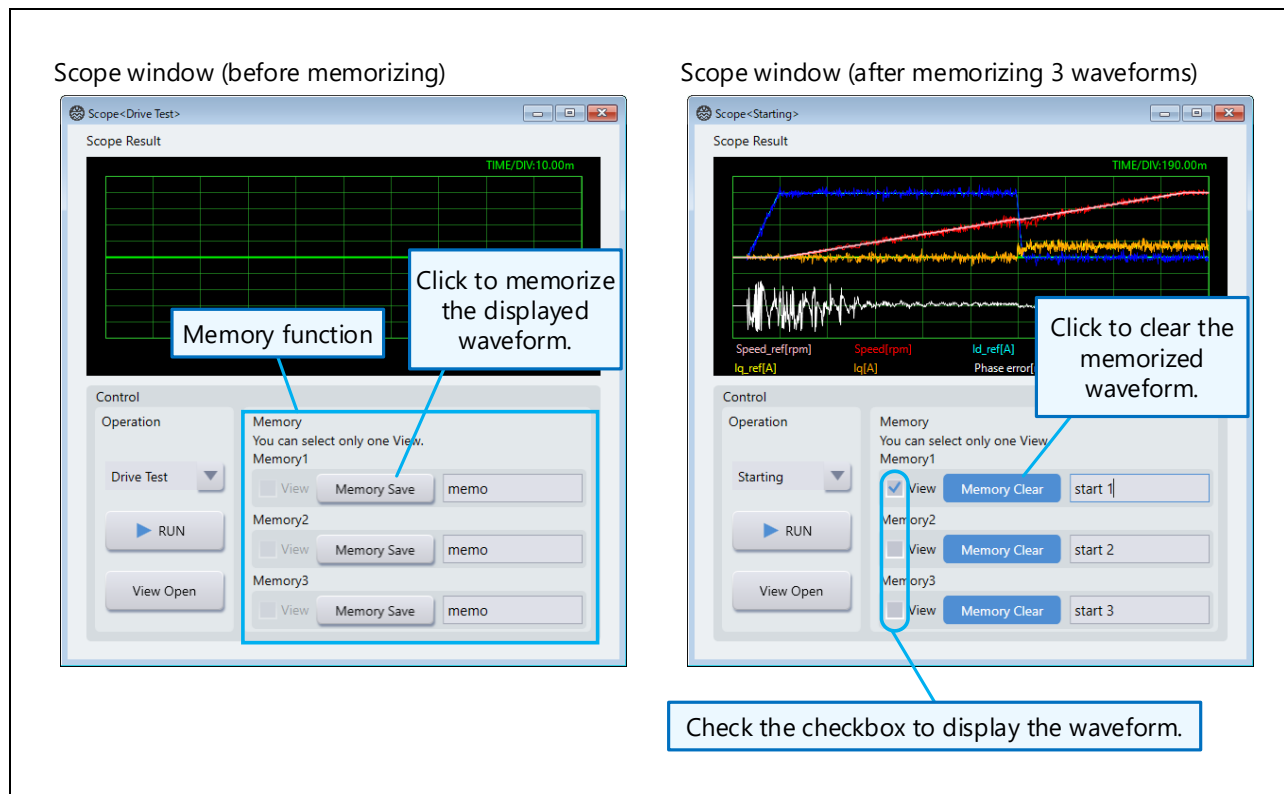 Scope window (before memorizing)
Scope<Drive Test>
Scope Result
TIME/DIV:10.00m
Click to memorize
the displayed
waveform.
Memory function
Control
Operation
Drive Test
RUN
View Open
Memory
You can select only one View.
Memory1
View Memory Save memo
Memory2
View Memory Save memo
Memory3
View Memory Save memo
Scope window (after memorizing 3 waveforms)
Scope<Starting>
Scope Result
TIME/DIV:190.00m
Speed_ref[rpm] Speed[rpm] Id_ref[A]
Iq_ref[A] Iq[A] Phase error[
Click to clear the
memorized
waveform.
Control
Operation
Starting
RUN
View Open
Memory
You can select only one View
Memory1
View Memory Clear start 1
Memory2
View Memory Clear start 2
Memory3
View Memory Clear start 3
Check the checkbox to display the waveform.